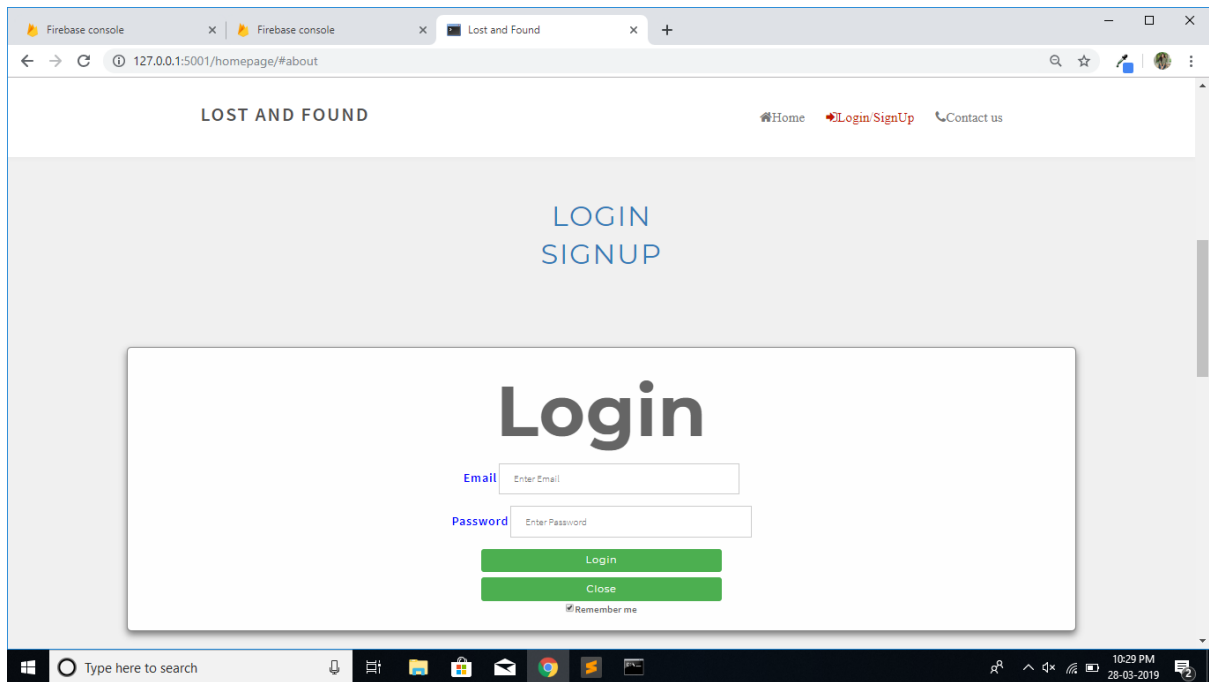 Firebase console
Firebase console
Lost and Found
127.0.0.1:5001/homepage/#about
LOST AND FOUND
Home Login/SignUp Contact us
LOGIN
SIGNUP
Login
Email Enter Email
Password Enter Password
Login
Close
Remember me
Type here to search
10:29 PM
28-03-2019
2